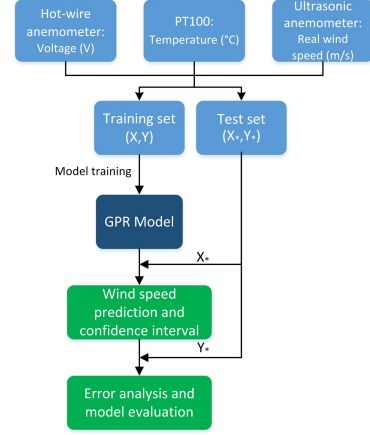 Hot-wire
anemometer:
Voltage (V)
PT100:
Temperature (°C)
Ultrasonic
anemometer:
Real wind
speed (m/s)
Training set
(X,Y)
Test set
(X*,Y*)
Model training
GPR Model
X*
Wind speed
prediction and
confidence interval
Y*
Error analysis and
model evaluation